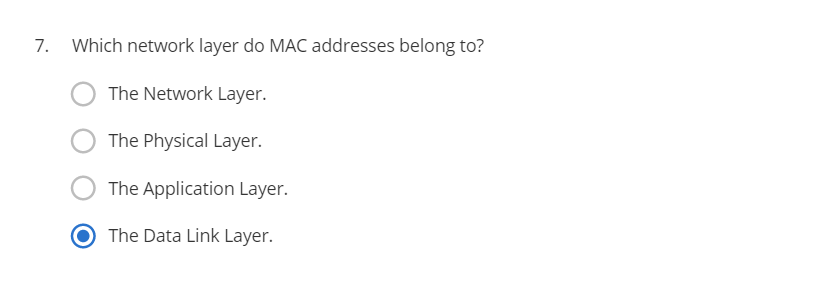 7. Which network layer do MAC addresses belong to?
The Network Layer.
The Physical Layer.
The Application Layer.
The Data Link Layer.